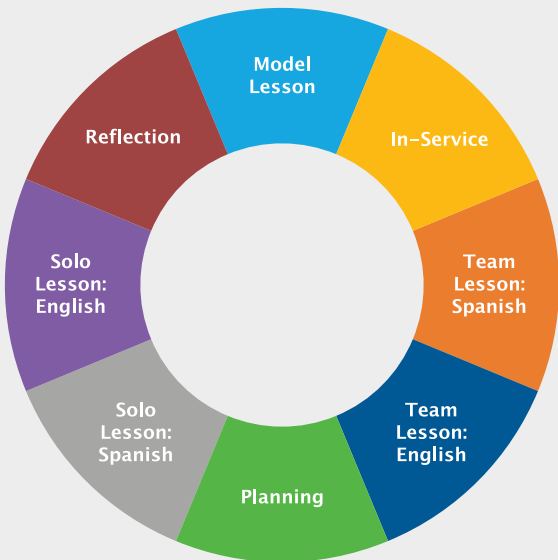 Model
Lesson
In-Service
Team
Lesson:
Spanish
Team
Lesson:
English
Planning
Solo
Lesson:
Spanish
Solo
Lesson:
English
Reflection